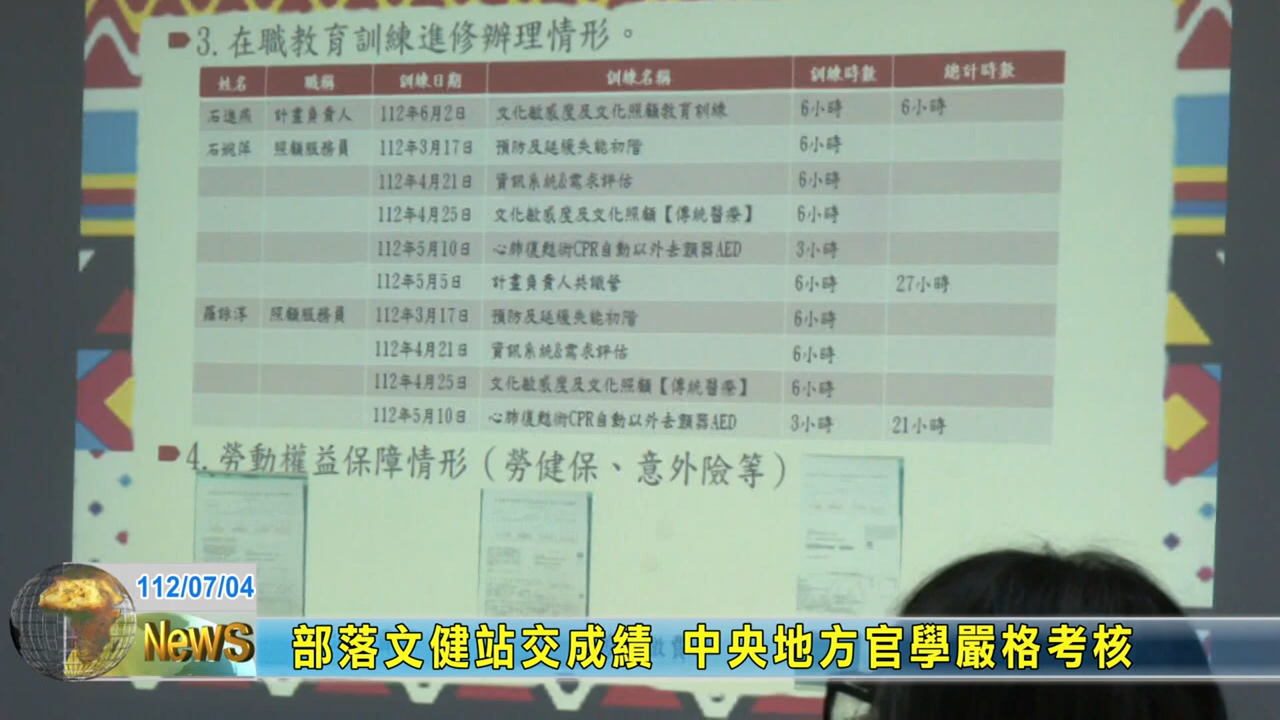 3.在職教育訓練進修辦理情形。
姓名 職稱 訓練日期 訓練名稱 訓練時數 總計時數
石進燕 計畫負責人 112年6月2日 文化敏感度及文化照顧教育訓練 6小時 6小時
石婉萍 照顧服務員 112年3月17日 預防及延緩失能初階 6小時
112年4月21日 資訊系統&需求評估 6小時
112年4月25日 文化敏感度及文化照顧【傳統醫療】 6小時
112年5月10日 心肺復甦術CPR自動以外去顫器AED 3小時
112年5月5日 計畫負責人共識營 6小時 27小時
照顧服務員 112年3月17日 預防及延緩失能初階 6小時
112年4月21日 資訊系統&需求評估 6小時
112年4月25日 文化敏感度及文化照顧【傳統醫療】 6小時
112年5月10日 心肺復甦術CPR自動以外去顫器AED 3小時 21小時
4.勞動權益保障情形（勞健保、意外險等）
112/07/04
NewS
部落文健站交成績 中央地方官學嚴格考核